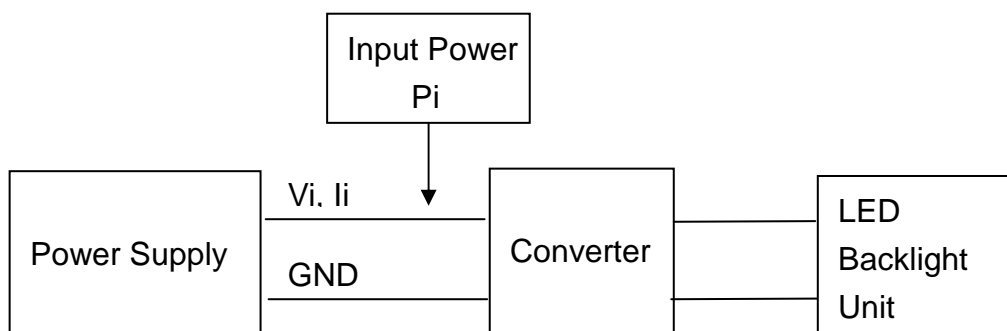 Input Power
Pi
Vi, Ii
Power Supply
GND
Converter
LED
Backlight
Unit